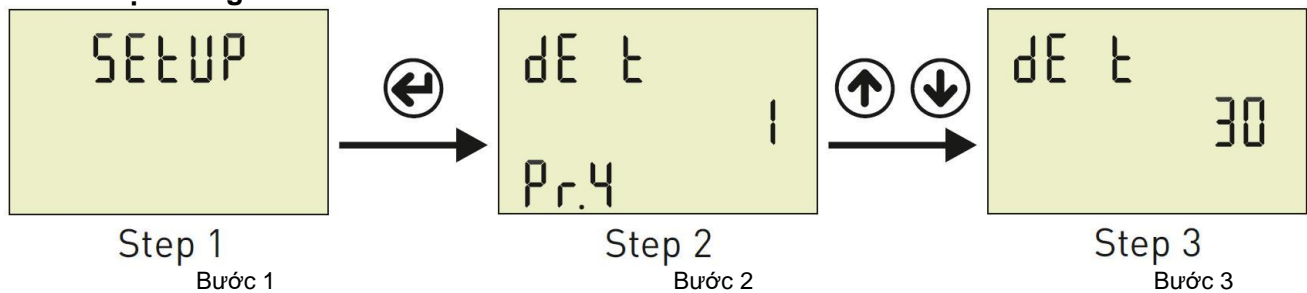 SEtUP
dE t
1
Pr.4
dE t
30
Step 1
Step 2
Step 3
Bước 1
Bước 2
Bước 3